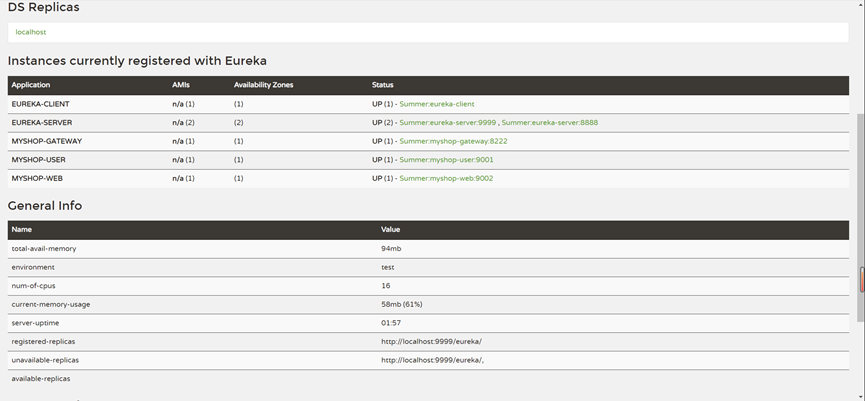 DS Replicas
localhost
Instances currently registered with Eureka
Application AMIs Availability Zones Status
EUREKA-CLIENT n/a (1) (1) UP (1) - Summer:eureka-client
EUREKA-SERVER n/a (2) (2) UP (2) - Summer:eureka-server:9999 , Summer:eureka-server:8888
MYSHOP-GATEWAY n/a (1) (1) UP (1) - Summer:myshop-gateway:8222
MYSHOP-USER n/a (1) (1) UP (1) - Summer:myshop-user:9001
MYSHOP-WEB n/a (1) (1) UP (1) - Summer:myshop-web:9002
General Info
Name Value
total-avail-memory 94mb
environment test
num-of-cpus 16
current-memory-usage 58mb (61%)
server-uptime 01:57
registered-replicas http://localhost:9999/eureka/
unavailable-replicas http://localhost:9999/eureka/,
available-replicas